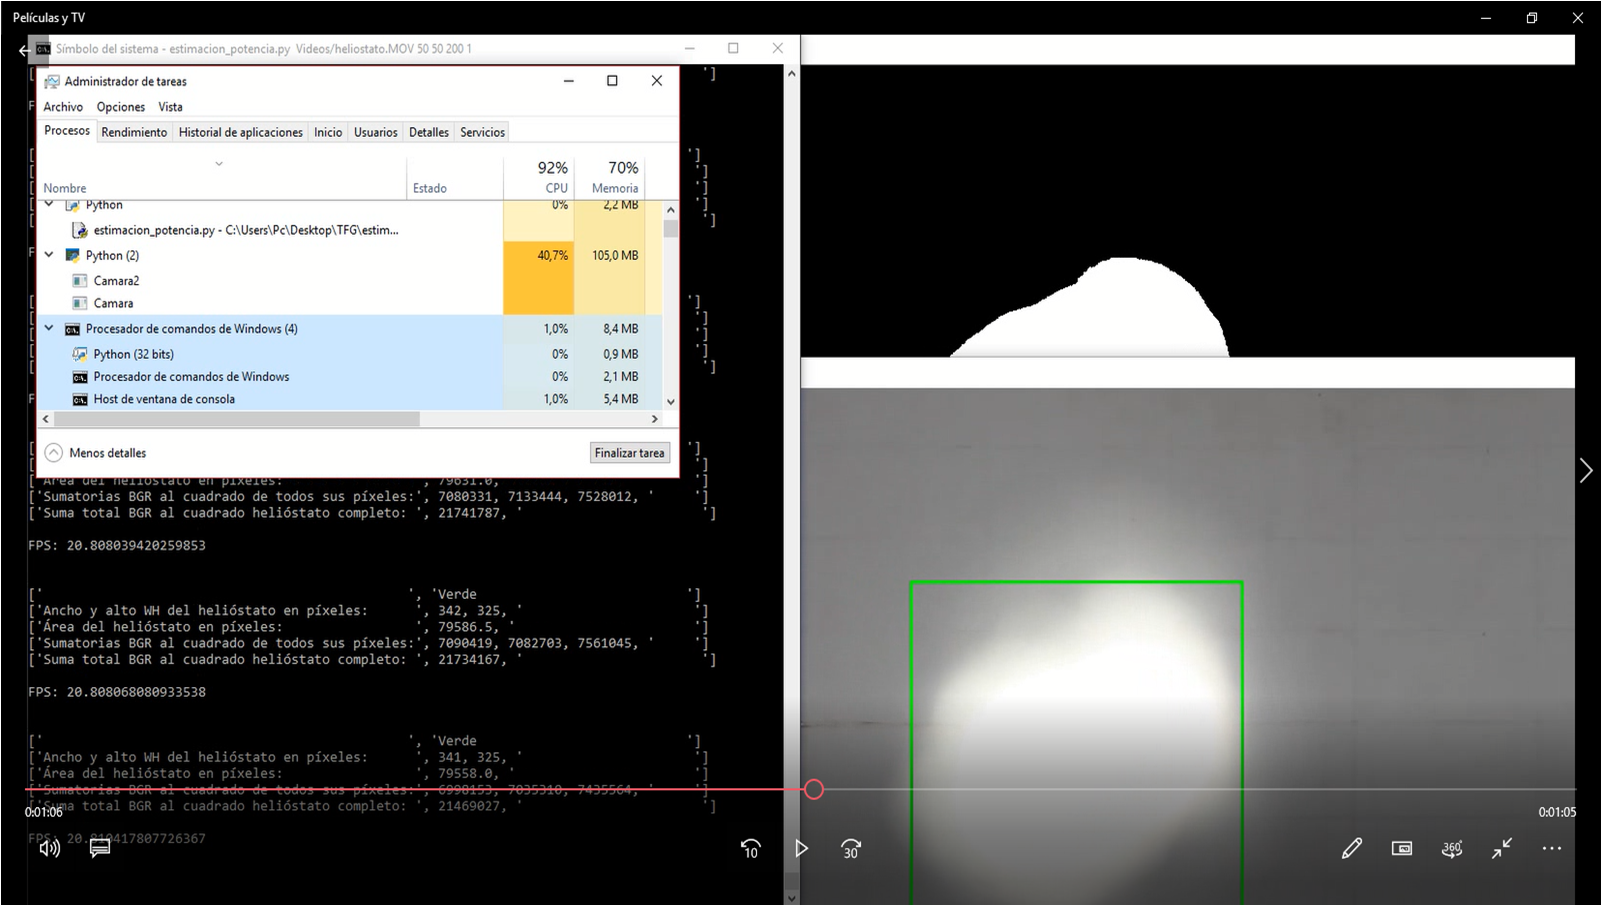 Películas y TV
Símbolo del sistema - estimacion_potencia.py Videos/heliostato.MOV 50 50 200 1
Administrador de tareas
Archivo Opciones Vista
Procesos Rendimiento Historial de aplicaciones Inicio Usuarios Detalles Servicios
92% 70%
Nombre Estado CPU Memoria
Python 0% 2,2 MB
estimacion_potencia.py - C:\Users\Pc\Desktop\TFG\estim...
Python (2) 40,7% 105,0 MB
Camara2
Camara
Procesador de comandos de Windows (4) 1,0% 8,4 MB
Python (32 bits) 0% 0,9 MB
Procesador de comandos de Windows 0% 2,1 MB
Host de ventana de consola 1,0% 5,4 MB
Menos detalles Finalizar tarea
['Área del helióstato en píxeles: ', 79631.0, ']
['Sumatorias BGR al cuadrado de todos sus píxeles:', 7080331, 7133444, 7528012, ' ']
['Suma total BGR al cuadrado helióstato completo: ', 21741787, ' ']
FPS: 20.808039420259853
[' ', 'Verde ']
['Ancho y alto WH del helióstato en píxeles: ', 342, 325, ' ']
['Área del helióstato en píxeles: ', 79586.5, ' ']
['Sumatorias BGR al cuadrado de todos sus píxeles:', 7090419, 7082703, 7561045, ' ']
['Suma total BGR al cuadrado helióstato completo: ', 21734167, ' ']
FPS: 20.808068080933538
[' ', 'Verde ']
['Ancho y alto WH del helióstato en píxeles: ', 341, 325, ' ']
['Área del helióstato en píxeles: ', 79558.0, ' ']
['Sumatorias BGR al cuadrado de todos sus píxeles:', 6998153, 7035310, 7435564, ' ']
['Suma total BGR al cuadrado helióstato completo: ', 21469027, ' ']
0:01:06 0:01:05
FPS: 20.810417807726367
10 30 360°